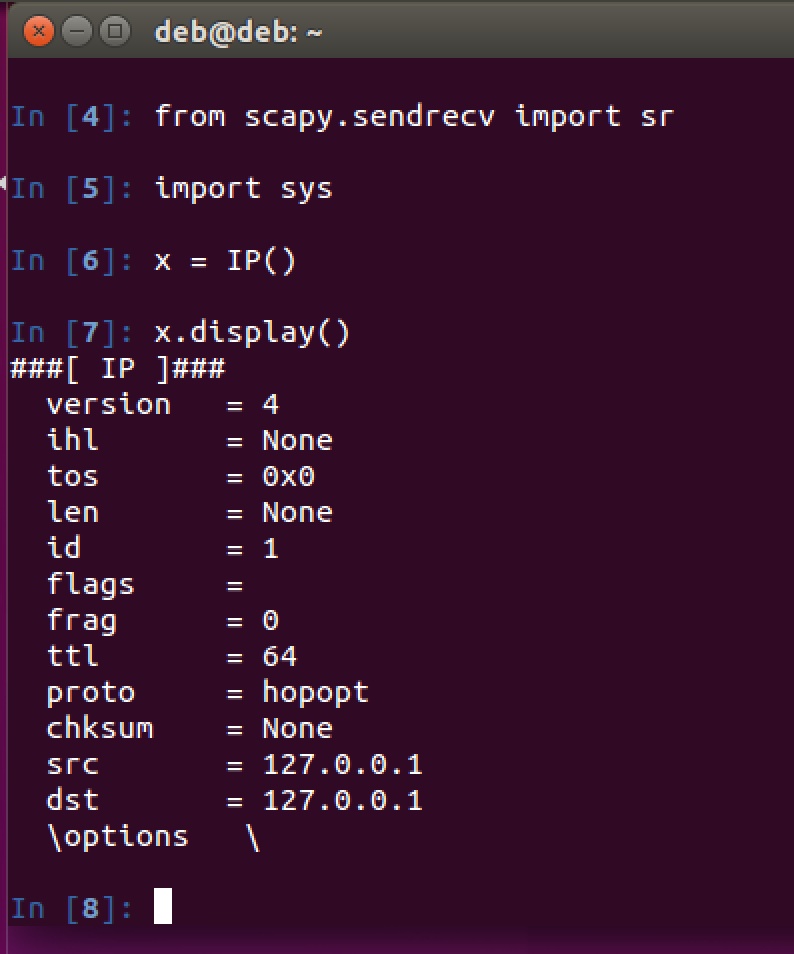 deb@deb: ~
In [4]: from scapy.sendrecv import sr
In [5]: import sys
In [6]: x = IP()
In [7]: x.display()
###[ IP ]###
  version   = 4
  ihl       = None
  tos       = 0x0
  len       = None
  id        = 1
  flags     =
  frag      = 0
  ttl       = 64
  proto     = hopopt
  chksum    = None
  src       = 127.0.0.1
  dst       = 127.0.0.1
  \options   \
In [8]: